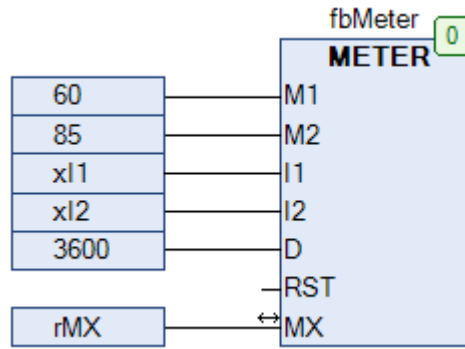 fbMeter
0
METER
60 M1
85 M2
xI1 I1
xI2 I2
3600 D
RST
rMX MX